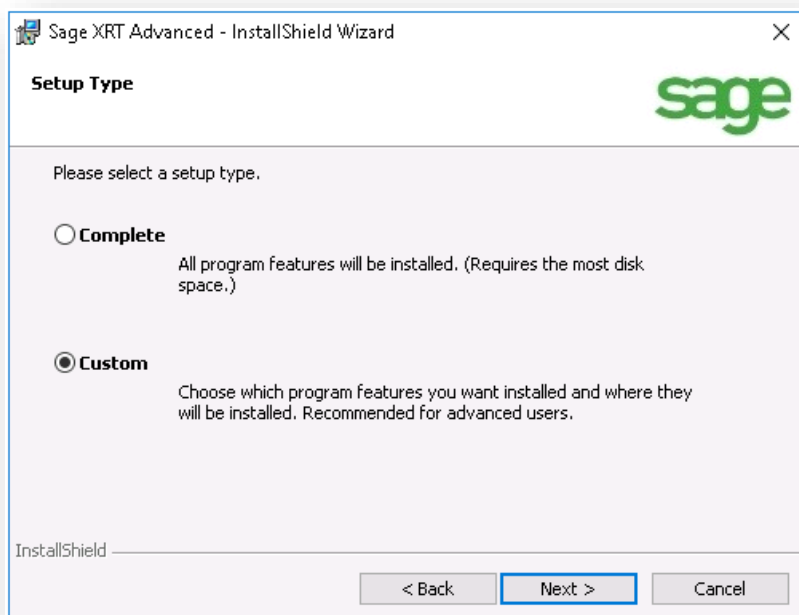 Sage XRT Advanced - InstallShield Wizard
Setup Type
sage
Please select a setup type.
Complete
All program features will be installed. (Requires the most disk
space.)
Custom
Choose which program features you want installed and where they
will be installed. Recommended for advanced users.
InstallShield
< Back
Next >
Cancel